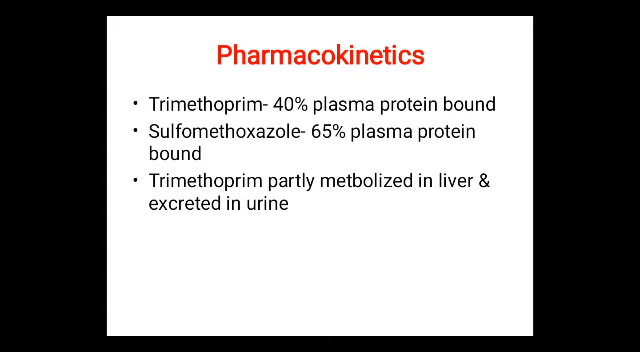 Pharmacokinetics
• Trimethoprim- 40% plasma protein bound
• Sulfomethoxazole- 65% plasma protein
bound
• Trimethoprim partly metbolized in liver &
excreted in urine